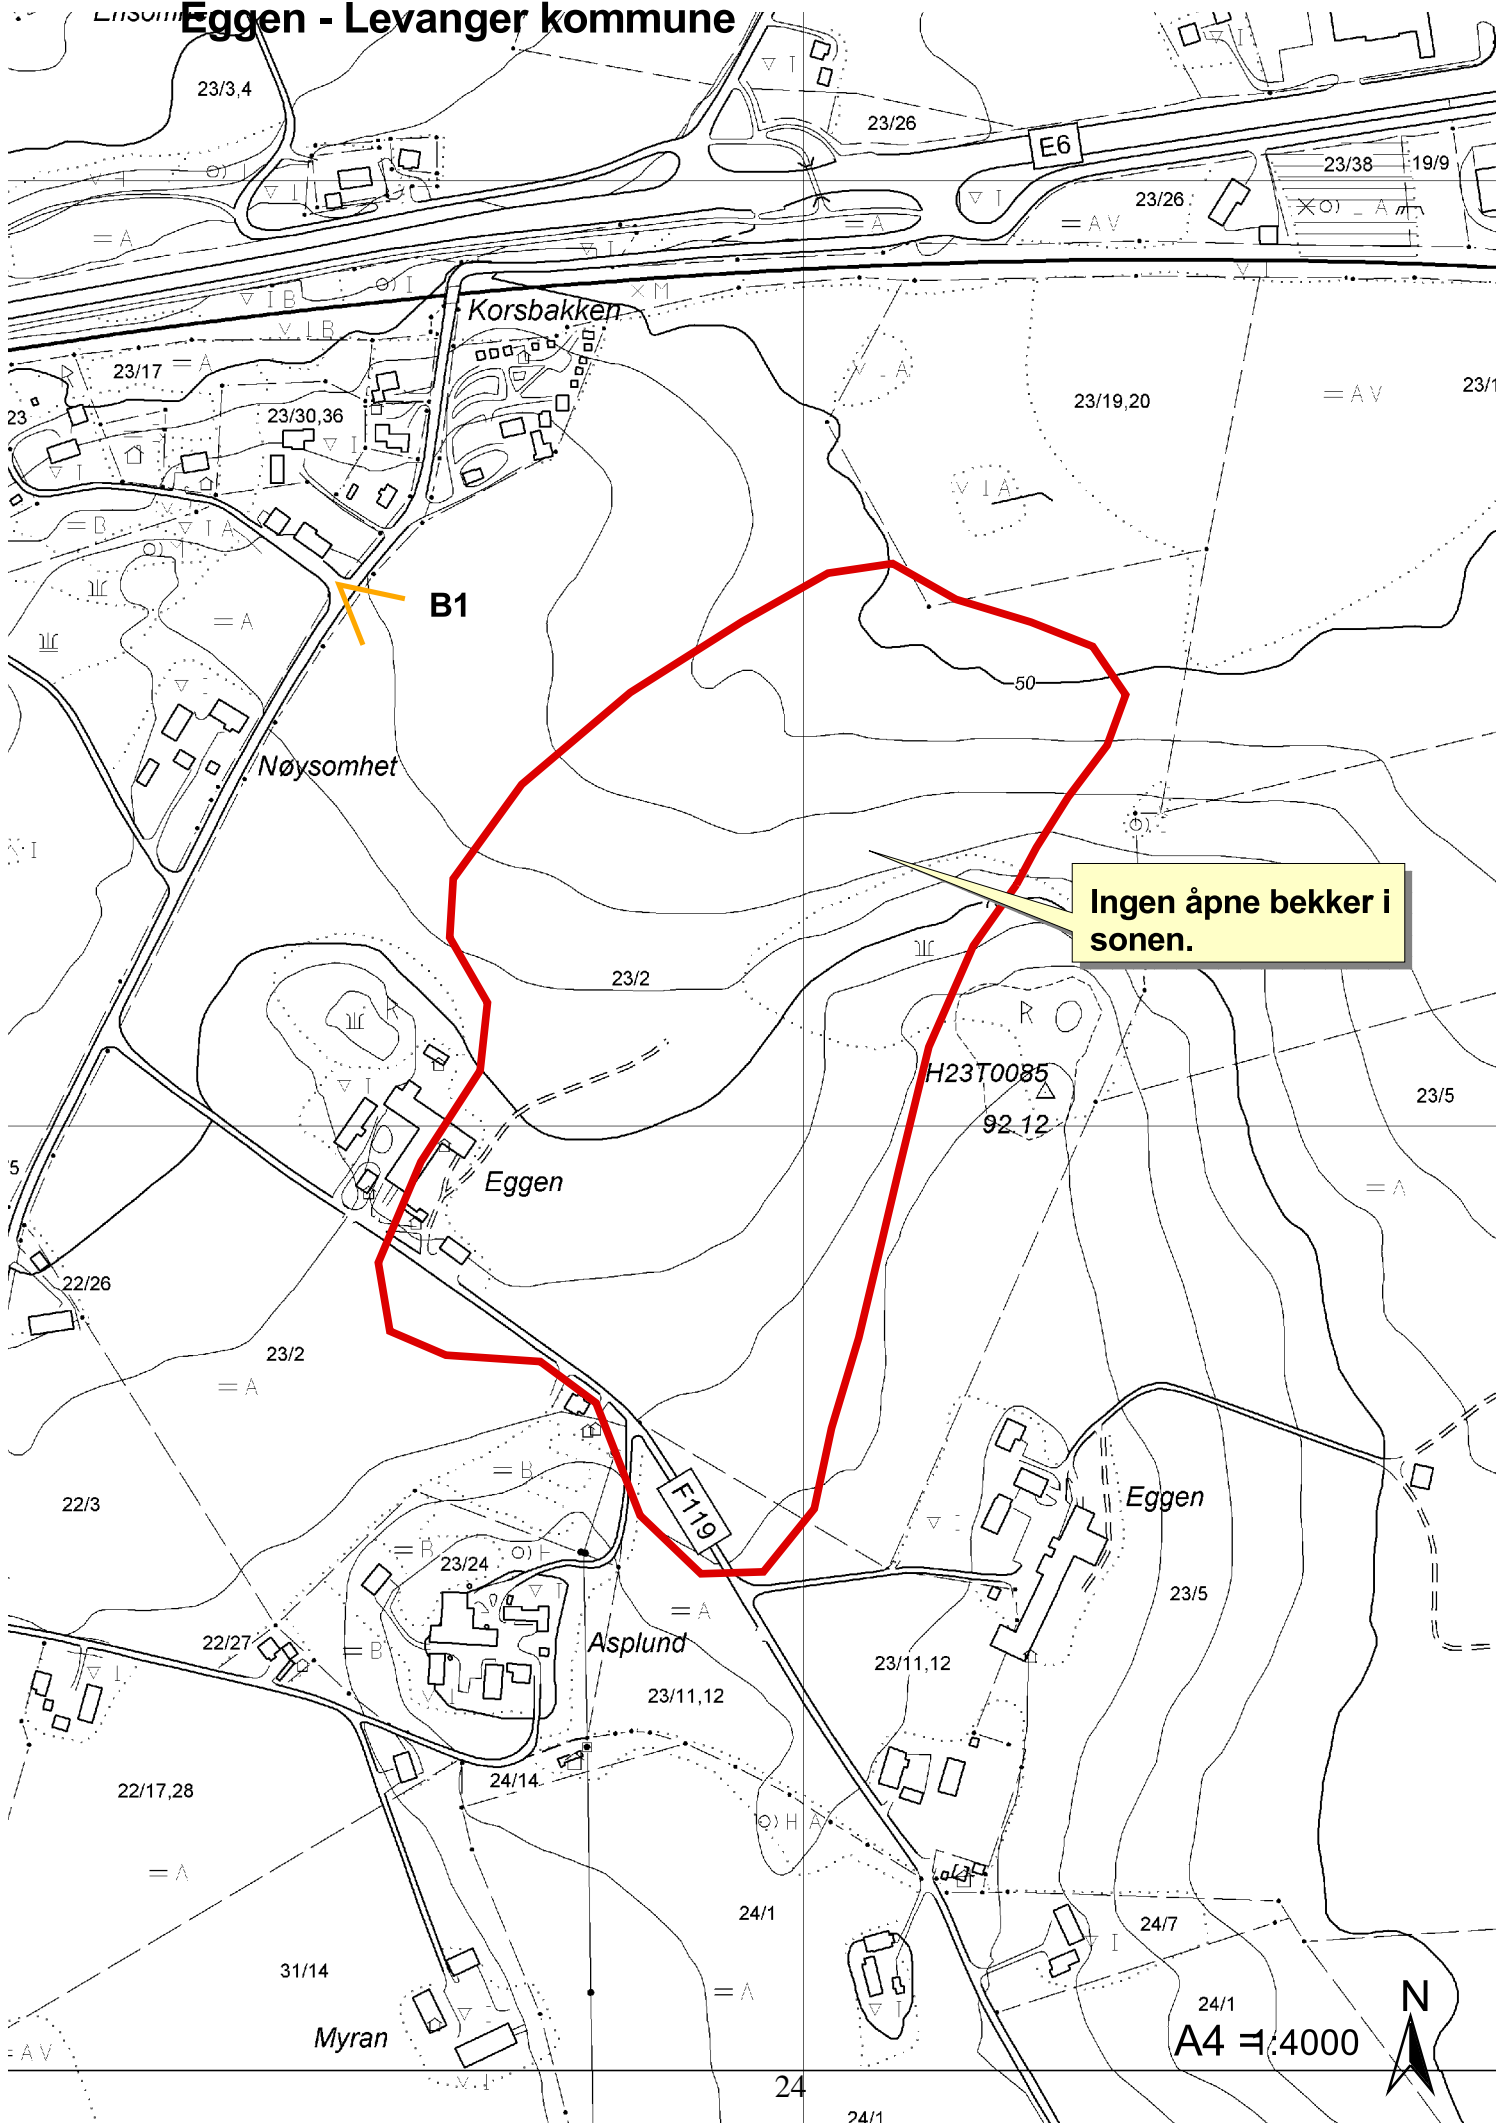 Eggen - Levanger kommune
23/3,4
23/26
E6
23/38
19/9
23/26
= A
= A
= A V
Korsbakken
23/17
= A
23/30,36
23/19,20
= A V
23/1
23
= B
B1
= A
50
Nøysomhet
Ingen åpne bekker i
sonen.
23/2
R
R
H23T0085
92.12
23/5
Eggen
= A
22/26
23/2
= A
= B
22/3
F119
Eggen
= B
23/24
23/5
= A
22/27
= B
Asplund
23/11,12
23/11,12
24/14
22/17,28
= A
24/1
24/7
31/14
= A
24/1
N
Myran
A4 =1:4000
= A V
24
24/1